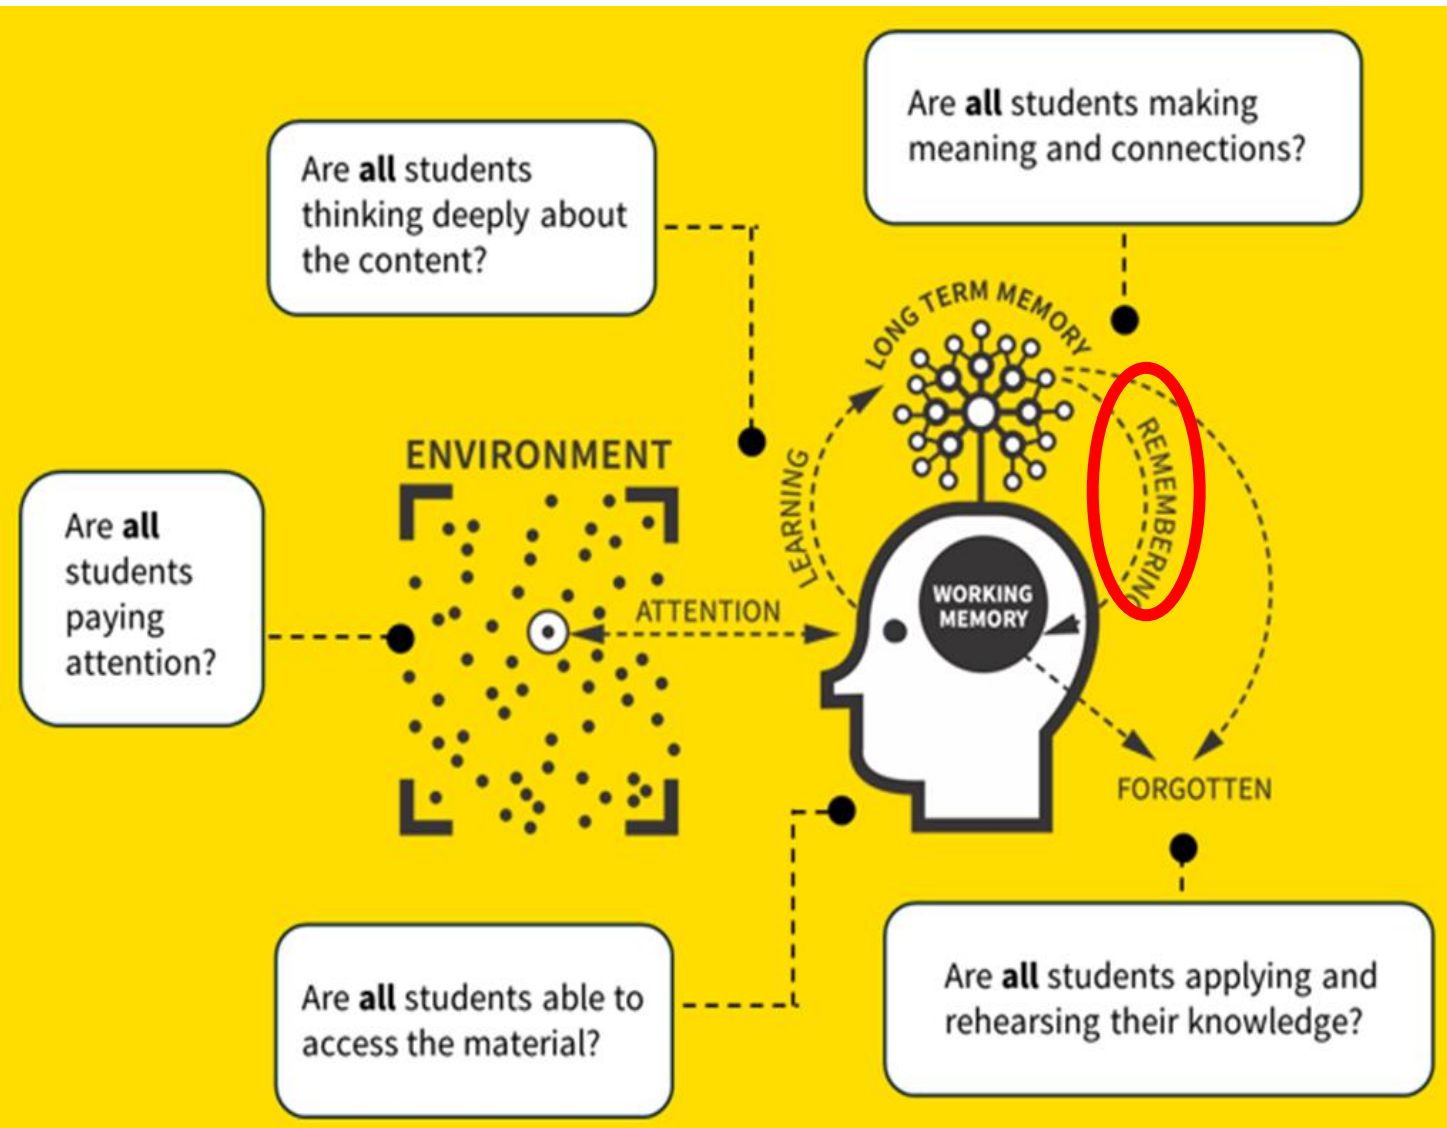 Are all students making
meaning and connections?
Are all students
thinking deeply about
the content?
LONG TERM MEMORY
ENVIRONMENT
LEARNING
REMEMBERING
Are all
students
paying
attention?
ATTENTION
WORKING
MEMORY
FORGOTTEN
Are all students able to
access the material?
Are all students applying and
rehearsing their knowledge?